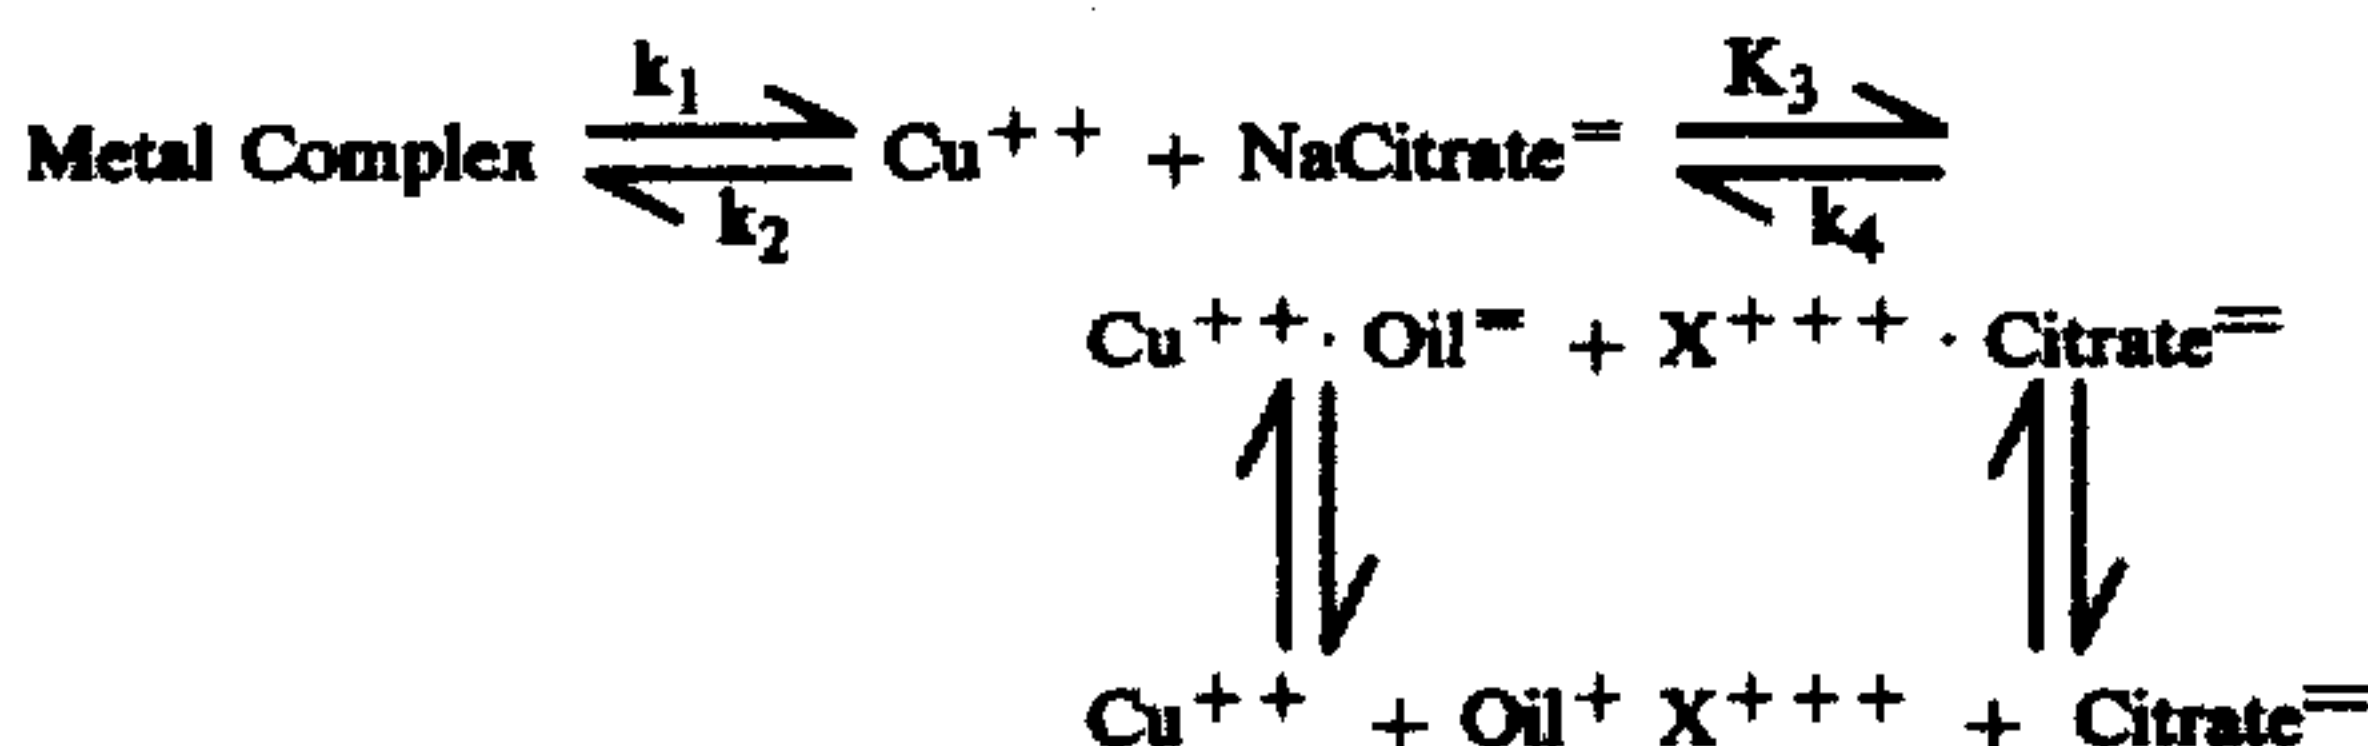 k₁ K₃
Metal Complex ⇌ Cu⁺⁺ + NaCitrate⁼ ⇌
k₂ k₄
Cu⁺⁺ · Oil⁼ + X⁺⁺⁺ · Citrate⁼
Cu⁺⁺ + Oil⁺ X⁺⁺⁺ + Citrate⁼